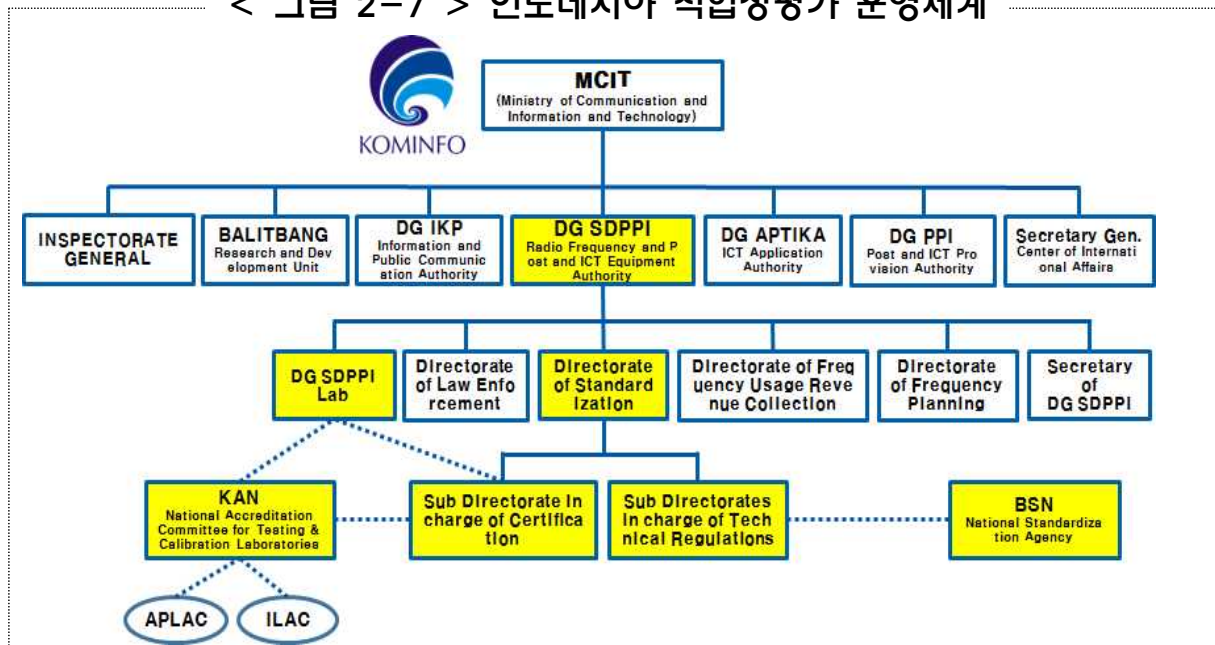 < 그림 2-7 > 인도네시아 적합성평가 운영체계
KOMINFO
MCIT
(Ministry of Communication and
Information and Technology)
INSPECTORATE
GENERAL
BALITBANG
Research and Dev
elopment Unit
DG IKP
Information and
Public Communic
ation Authority
DG SDPPI
Radio Frequency and P
ost and ICT Equipment
Authority
DG APTIKA
ICT Application
Authority
DG PPI
Post and ICT Pro
vision Authority
Secretary Gen.
Center of Internati
onal Affairs
DG SDPPI
Lab
Directorate
of Law Enfo
rcement
Directorate
of Standard
ization
Directorate of Freq
uency Usage Reve
nue Collection
Directorate
of Frequency
Planning
Secretary
of
DG SDPPI
KAN
National Accreditation
Committee for Testing &
Calibration Laboratories
Sub Directorate in
charge of Certifica
tion
Sub Directorates
in charge of Tech
nical Regulations
BSN
National Standardiza
tion Agency
APLAC
ILAC